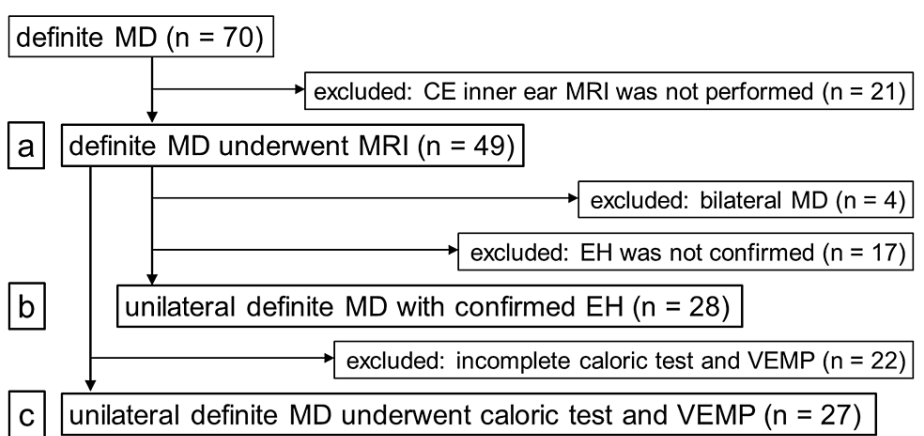 definite MD (n = 70)
excluded: CE inner ear MRI was not performed (n = 21)
a
definite MD underwent MRI (n = 49)
excluded: bilateral MD (n = 4)
excluded: EH was not confirmed (n = 17)
b
unilateral definite MD with confirmed EH (n = 28)
excluded: incomplete caloric test and VEMP (n = 22)
c
unilateral definite MD underwent caloric test and VEMP (n = 27)